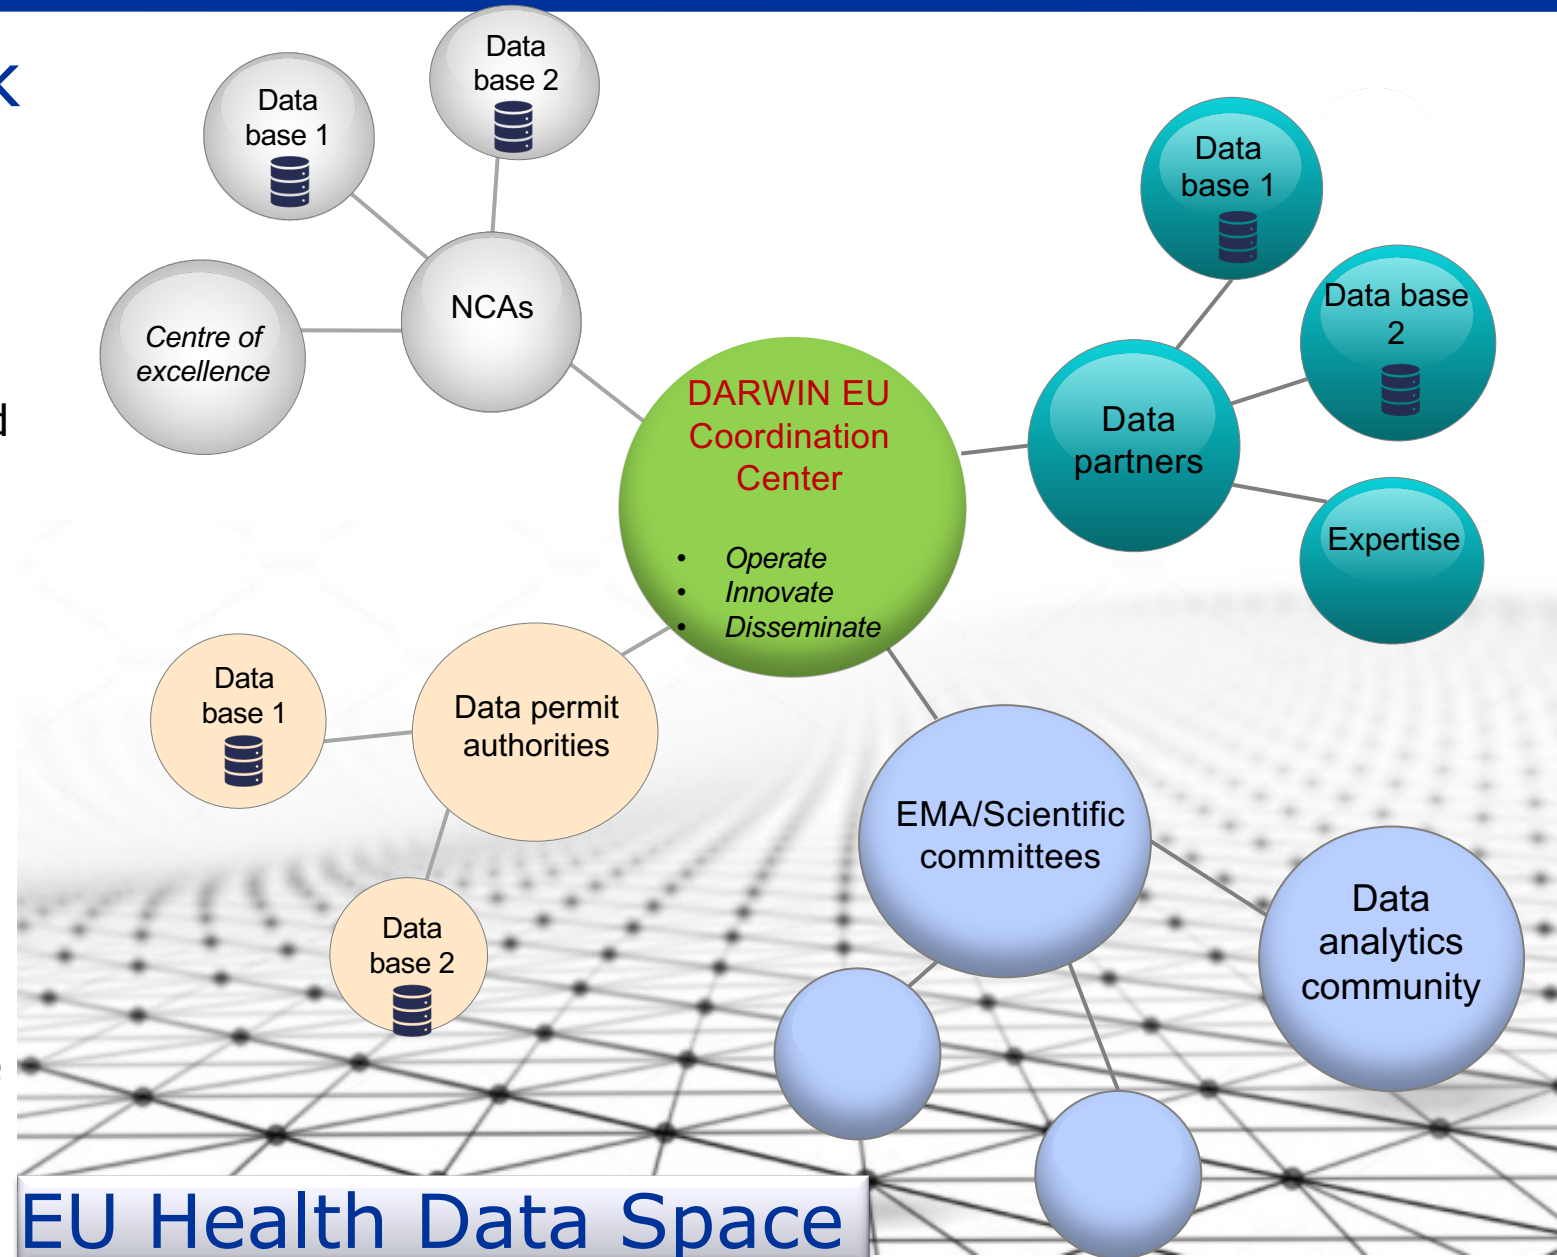 k
d
e
Data
base 1
Data
base 2
Centre of
excellence
NCAs
DARWIN EU
Coordination
Center
• Operate
• Innovate
• Disseminate
Data
base 1
Data base
2
Data
partners
Expertise
Data
base 1
Data permit
authorities
Data
base 2
EMA/Scientific
committees
Data
analytics
community
EU Health Data Space